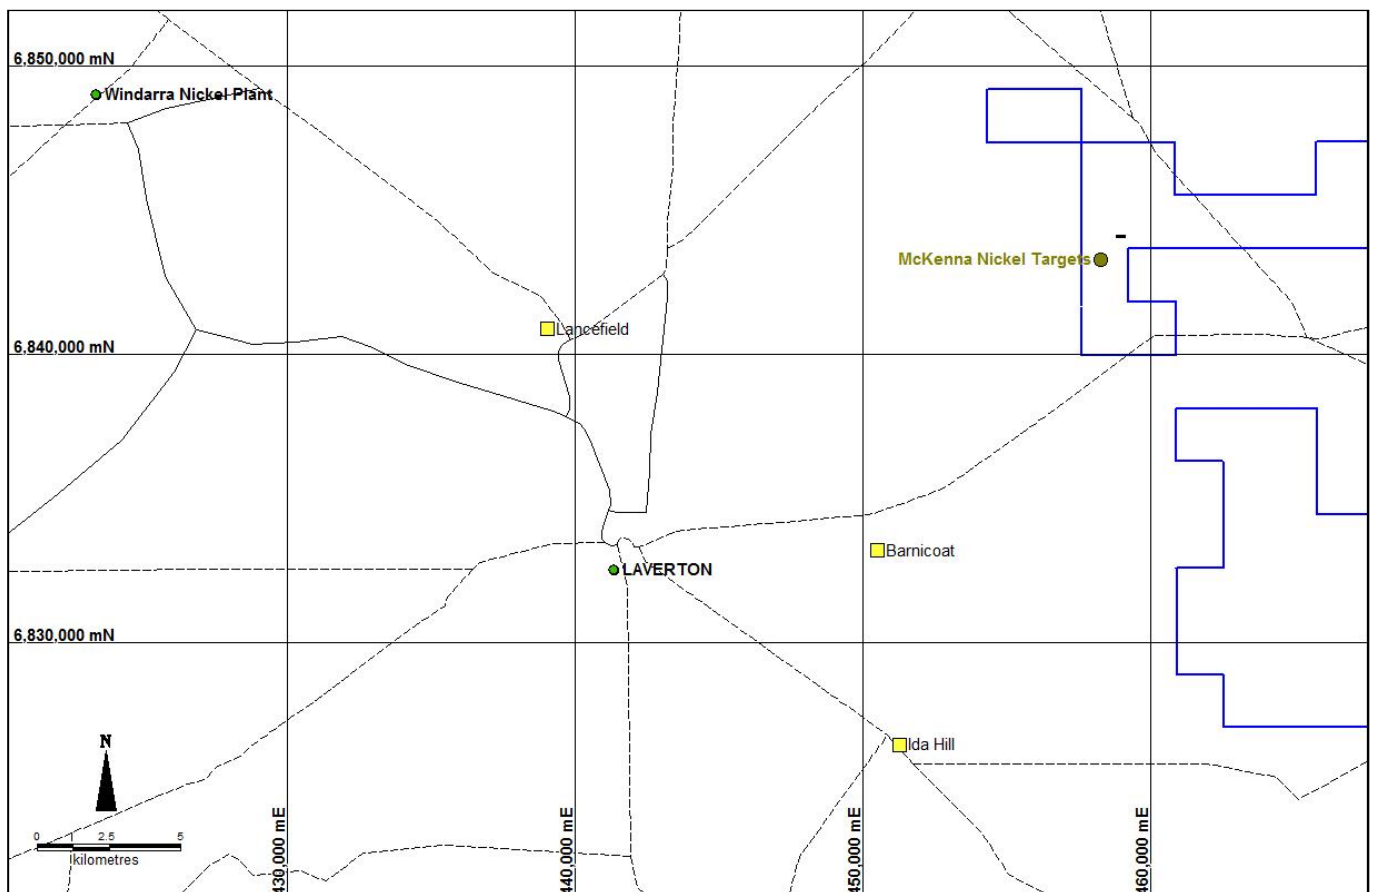 6,850,000 mN
Windarra Nickel Plant
McKenna Nickel Targets
Lancefield
6,840,000 mN
Barnicoat
LAVERTON
6,830,000 mN
N
Ida Hill
0 2.5 5
kilometres
430,000 mE
440,000 mE
450,000 mE
460,000 mE